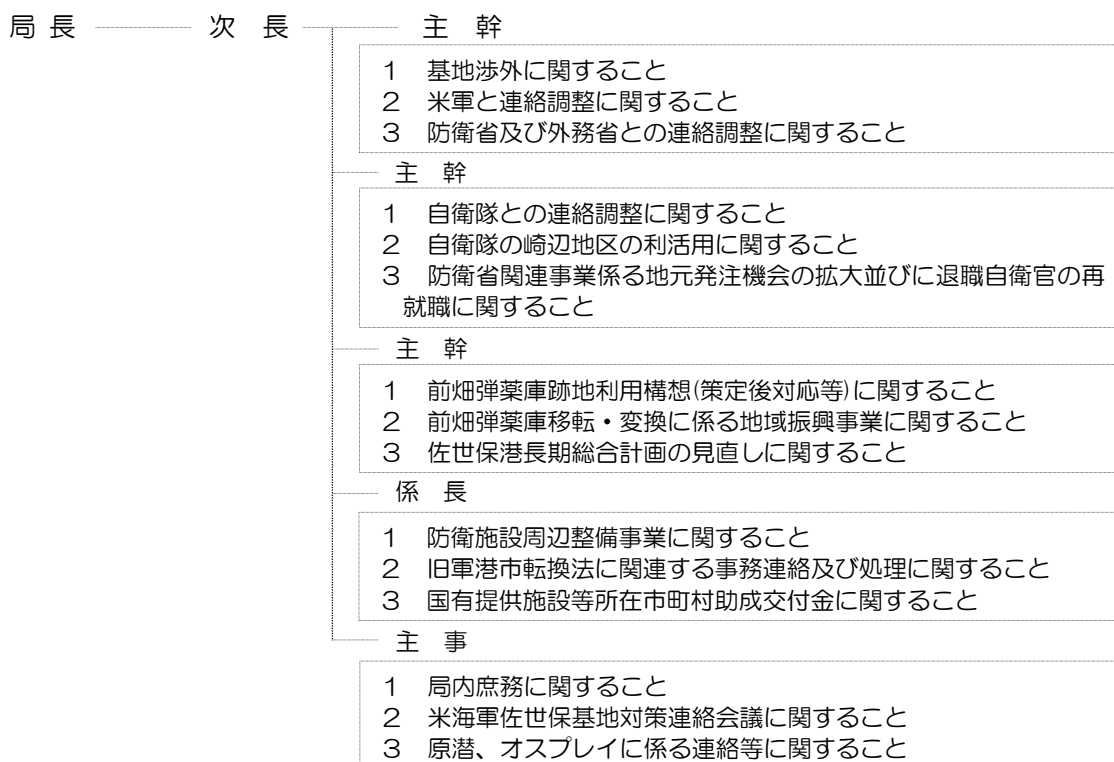 局 長 次 長 主 幹
１ 基地渉外に関すること
２ 米軍と連絡調整に関すること
３ 防衛省及び外務省との連絡調整に関すること
主 幹
１ 自衛隊との連絡調整に関すること
２ 自衛隊の崎辺地区の利活用に関すること
３ 防衛省関連事業係る地元発注機会の拡大並びに退職自衛官の再
就職に関すること
主 幹
１ 前畑弾薬庫跡地利用構想(策定後対応等)に関すること
２ 前畑弾薬庫移転・変換に係る地域振興事業に関すること
３ 佐世保港長期総合計画の見直しに関すること
係 長
１ 防衛施設周辺整備事業に関すること
２ 旧軍港市転換法に関連する事務連絡及び処理に関すること
３ 国有提供施設等所在市町村助成交付金に関すること
主 事
１ 局内庶務に関すること
２ 米海軍佐世保基地対策連絡会議に関すること
３ 原潜、オスプレイに係る連絡等に関すること